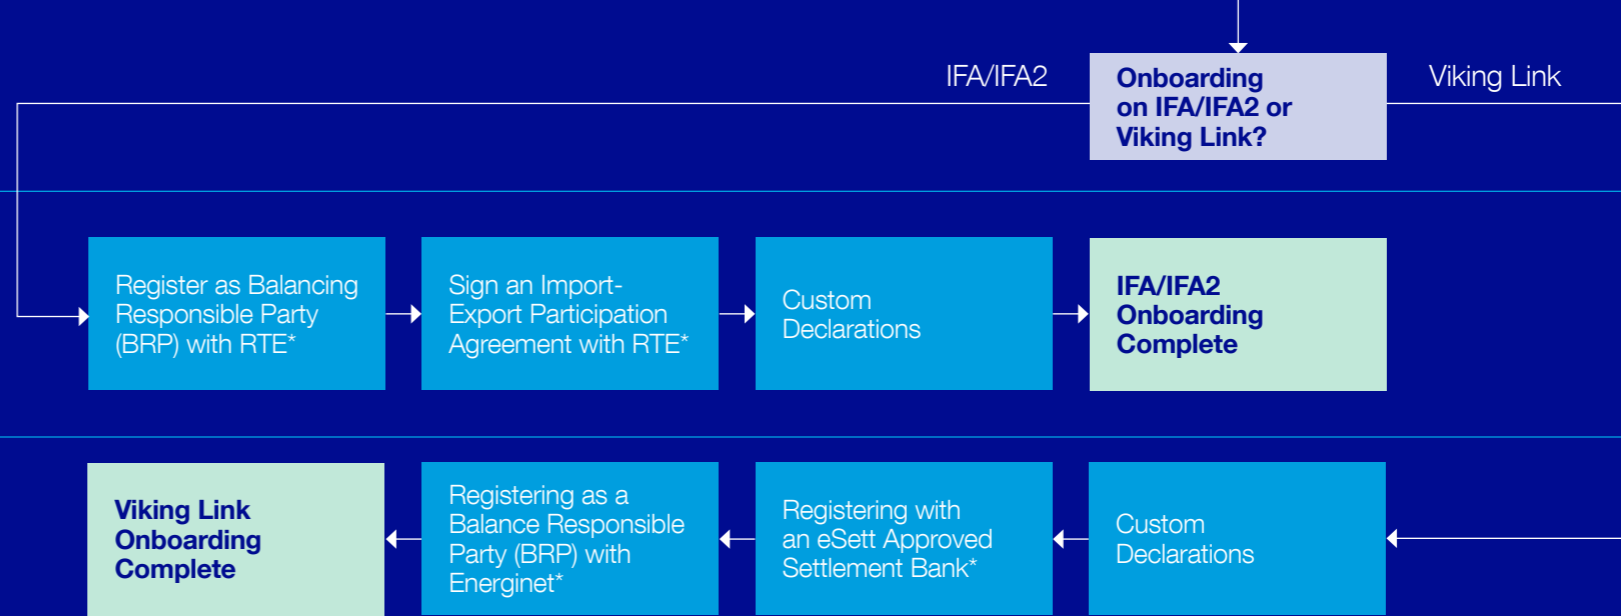 IFA/IFA2
Onboarding
on IFA/IFA2 or
Viking Link?
Viking Link
Register as Balancing
Responsible Party
(BRP) with RTE*
Sign an Import-
Export Participation
Agreement with RTE*
Custom
Declarations
IFA/IFA2
Onboarding
Complete
Viking Link
Onboarding
Complete
Registering as a
Balance Responsible
Party (BRP) with
Energinet*
Registering with
an eSett Approved
Settlement Bank*
Custom
Declarations